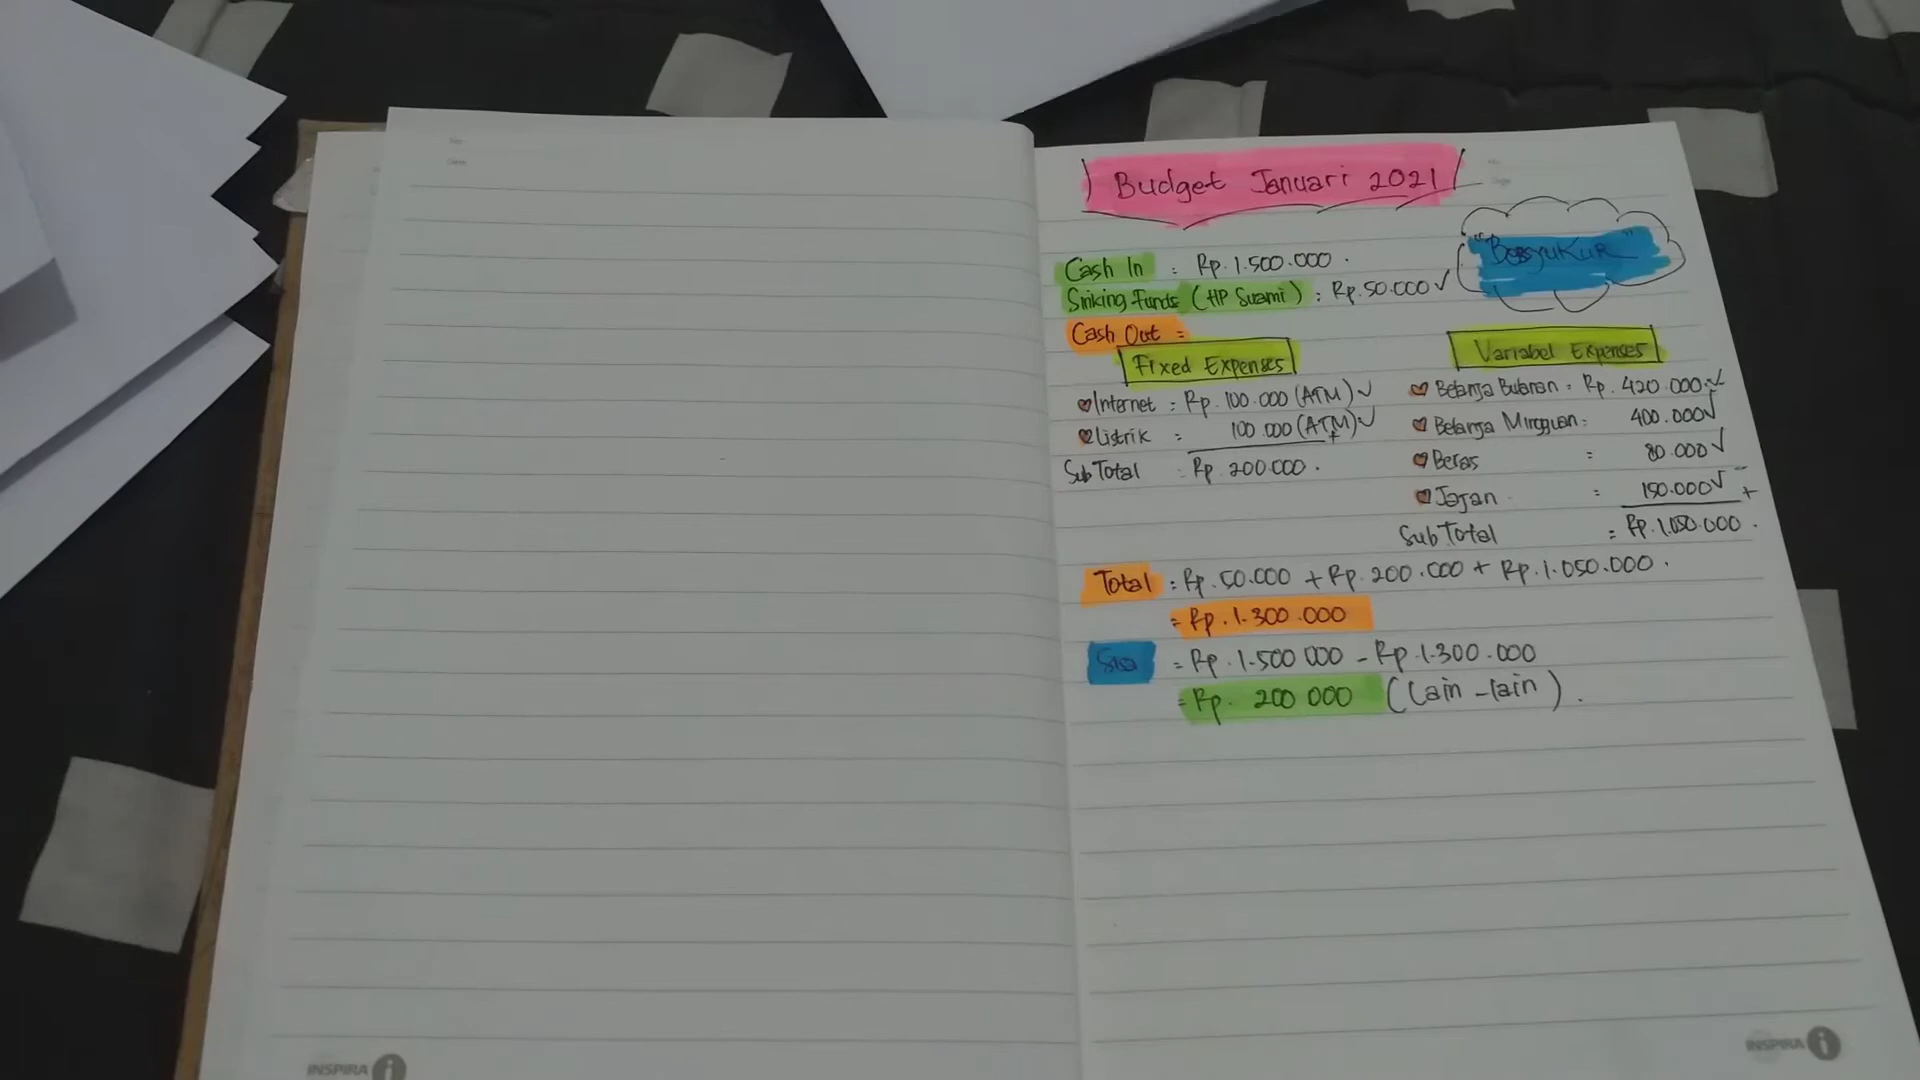 Budget Januari 2021
"BersyukuR"
Cash In : Rp. 1.500.000 .
Sinking Funds (HP Suami) : Rp. 50.000 ✓
Cash Out :
Fixed Expenses
Internet : Rp. 100.000 (ATM) ✓
Listrik : 100.000 (ATM) ✓ +
Sub Total : Rp. 200.000 .
Variabel Expenses
Belanja Bulanan : Rp. 420.000 ✓
Belanja Mingguan : 400.000 ✓
Beras : 80.000 ✓
Jajan : 150.000 ✓ +
Sub Total = Rp. 1.050.000 .
Total : Rp. 50.000 + Rp. 200.000 + Rp. 1.050.000 .
= Rp. 1.300.000
Sisa = Rp. 1.500 000 - Rp. 1.300.000
= Rp. 200 000 (Lain-lain) .
INSPIRA i
INSPIRA i